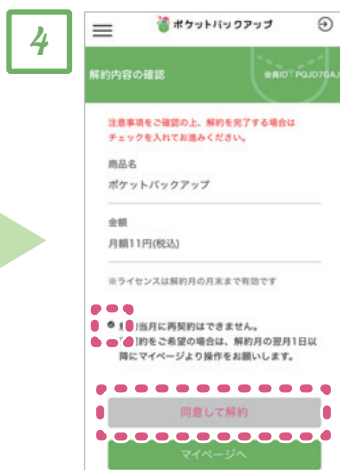 4
ポケットバックアップ
解約内容の確認
会員ID:PQJD7GAJ
注意事項をご確認の上、解約を完了する場合は
チェックを入れてお進みください。
商品名
ポケットバックアップ
金額
月額11円(税込)
※ライセンスは解約月の月末まで有効です
当月に再契約はできません。
約をご希望の場合は、解約月の翌月1日以
降にマイページより操作をお願いします。
同意して解約
マイページへ